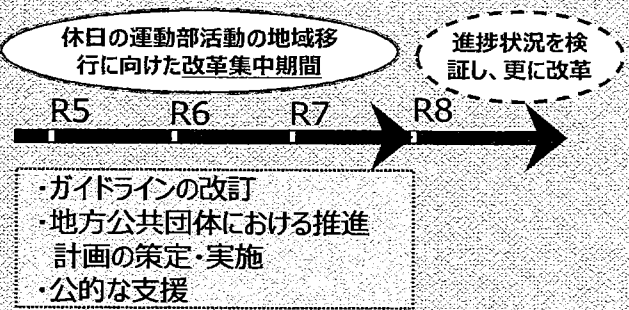 休日の運動部活動の地域移
行に向けた改革集中期間
進捗状況を検
証し、更に改革
R5
R6
R7
R8
・ガイドラインの改訂
・地方公共団体における推進
計画の策定・実施
・公的な支援